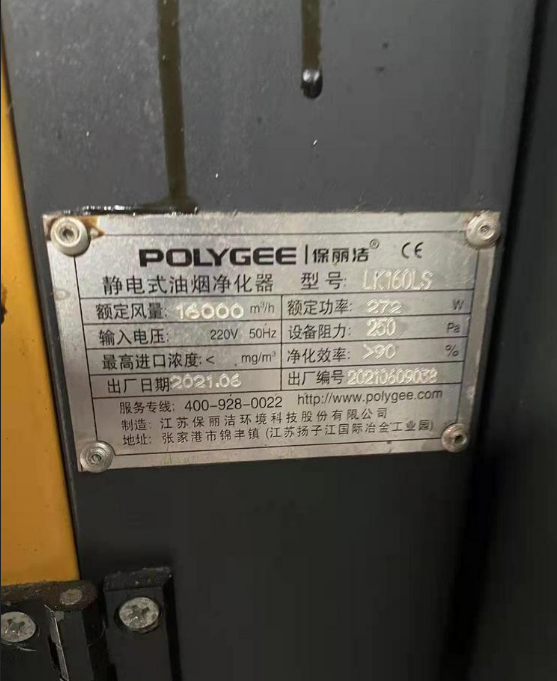 POLYGEE | 保丽洁® CE
静电式油烟净化器 型号: LK160LS
额定风量: 16000 m³/h 额定功率: 272 W
输入电压: 220V 50Hz 设备阻力: 250 Pa
最高进口浓度: < mg/m³ 净化效率: >90 %
出厂日期 2021.06 出厂编号 20210609038
服务专线: 400-928-0022 http://www.polygee.com
制造: 江苏保丽洁环境科技股份有限公司
地址: 张家港市锦丰镇 (江苏扬子江国际冶金工业园)